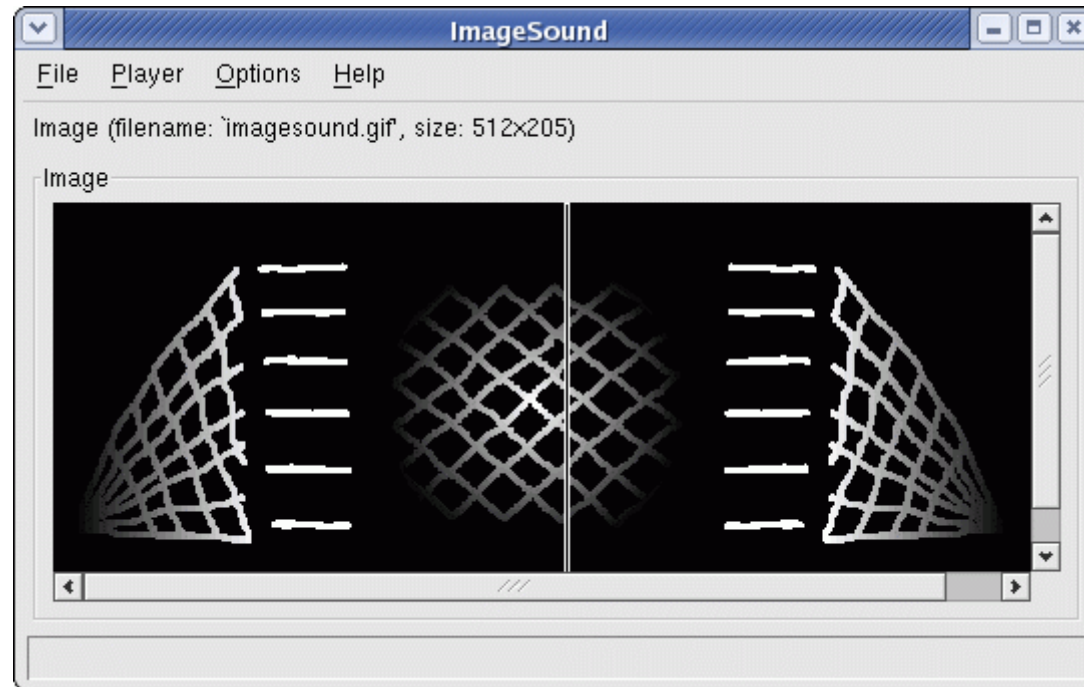 ImageSound
File Player Options Help
Image (filename: `imagesound.gif', size: 512x205)
Image